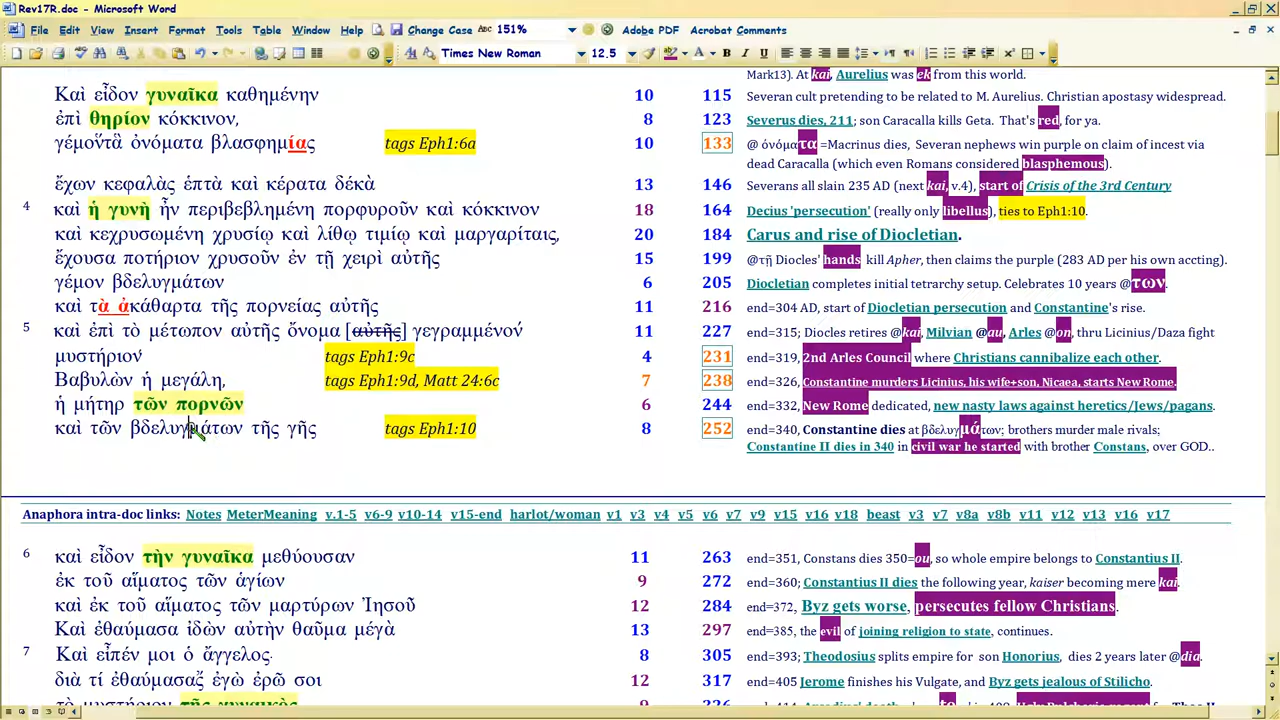 Rev17R.doc - Microsoft Word
File Edit View Insert Format Tools Table Window Help Change Case 151% Adobe PDF Acrobat Comments
Times New Roman 12.5
Mark13). At kai, Aurelius was ek from this world.
Καὶ εἶδον γυναῖκα καθημένην 10 115 Severan cult pretending to be related to M. Aurelius. Christian apostasy widespread.
ἐπὶ θηρίον κόκκινον, 8 123 Severus dies, 211; son Caracalla kills Geta. That's red, for ya.
γέμοντὰ ὀνόματα βλασφημίας tags Eph1:6a 10 133 @ ὀνόματα =Macrinus dies, Severan nephews win purple on claim of incest via
dead Caracalla (which even Romans considered blasphemous).
ἔχων κεφαλὰς ἑπτὰ καὶ κέρατα δέκα 13 146 Severans all slain 235 AD (next kai, v.4), start of Crisis of the 3rd Century
4 καὶ ἡ γυνὴ ἦν περιβεβλημένη πορφυροῦν καὶ κόκκινον 18 164 Decius 'persecution' (really only libellus), ties to Eph1:10.
καὶ κεχρυσωμένη χρυσίῳ καὶ λίθῳ τιμίῳ καὶ μαργαρίταις, 20 184 Carus and rise of Diocletian.
ἔχουσα ποτήριον χρυσοῦν ἐν τῇ χειρὶ αὐτῆς 15 199 @τῇ Diocles' hands kill Apher, then claims the purple (283 AD per his own accting).
γέμον βδελυγμάτων 6 205 Diocletian completes initial tetrarchy setup. Celebrates 10 years @των.
καὶ τὰ ἀκάθαρτα τῆς πορνείας αὐτῆς 11 216 end=304 AD, start of Diocletian persecution and Constantine's rise.
5 καὶ ἐπὶ τὸ μέτωπον αὐτῆς ὄνομα [αὐτῆς] γεγραμμένον 11 227 end=315; Diocles retires @kai, Milvian @au, Arles @on, thru Licinius/Daza fight
μυστήριον tags Eph1:9c 4 231 end=319, 2nd Arles Council where Christians cannibalize each other.
Βαβυλὼν ἡ μεγάλη, tags Eph1:9d, Matt 24:6c 7 238 end=326, Constantine murders Licinius, his wife+son, Nicaea, starts New Rome.
ἡ μήτηρ τῶν πορνῶν 6 244 end=332, New Rome dedicated, new nasty laws against heretics/Jews/pagans.
καὶ τῶν βδελυγμάτων τῆς γῆς tags Eph1:10 8 252 end=340, Constantine dies at βδελυγμάτων; brothers murder male rivals;
Constantine II dies in 340 in civil war he started with brother Constans, over GOD..
Anaphora intra-doc links: Notes MeterMeaning v.1-5 v6-9 v10-14 v15-end harlot/woman v1 v3 v4 v5 v6 v7 v9 v15 v16 v18 beast v3 v7 v8a v8b v11 v12 v13 v16 v17
6 καὶ εἶδον τὴν γυναῖκα μεθύουσαν 11 263 end=351, Constans dies 350=ou, so whole empire belongs to Constantius II.
ἐκ τοῦ αἵματος τῶν ἁγίων 9 272 end=360; Constantius II dies the following year, kaiser becoming mere kai.
καὶ ἐκ τοῦ αἵματος τῶν μαρτύρων Ἰησοῦ 12 284 end=372, Byz gets worse, persecutes fellow Christians.
Καὶ ἐθαύμασα ἰδὼν αὐτὴν θαῦμα μέγὰ 13 297 end=385, the evil of joining religion to state, continues.
7 Καὶ εἶπέν μοι ὁ ἄγγελος· 8 305 end=393; Theodosius splits empire for son Honorius, dies 2 years later @dia.
διὰ τί ἐθαύμασαξ ἐγὼ ἐρῶ σοι 12 317 end=405 Jerome finishes his Vulgate, and Byz gets jealous of Stilicho.
τὸ μυστήριον τῆς γυναικὸς